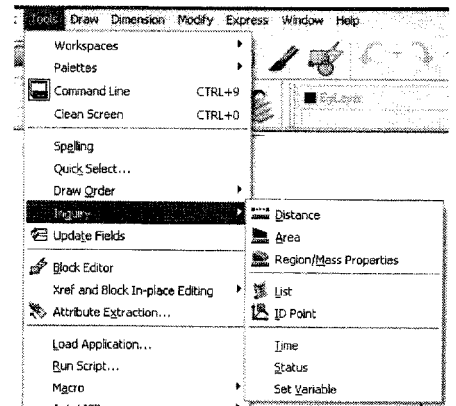 Tools Draw Dimension Modify Express Window Help
Workspaces
Palettes
Command Line CTRL+9
Clean Screen CTRL+0
ByLayer
Spelling
Quick Select...
Draw Order
Inquiry
Distance
Update Fields
Area
Block Editor
Region/Mass Properties
Xref and Block In-place Editing
List
Attribute Extraction...
ID Point
Load Application...
Time
Run Script...
Status
Macro
Set Variable